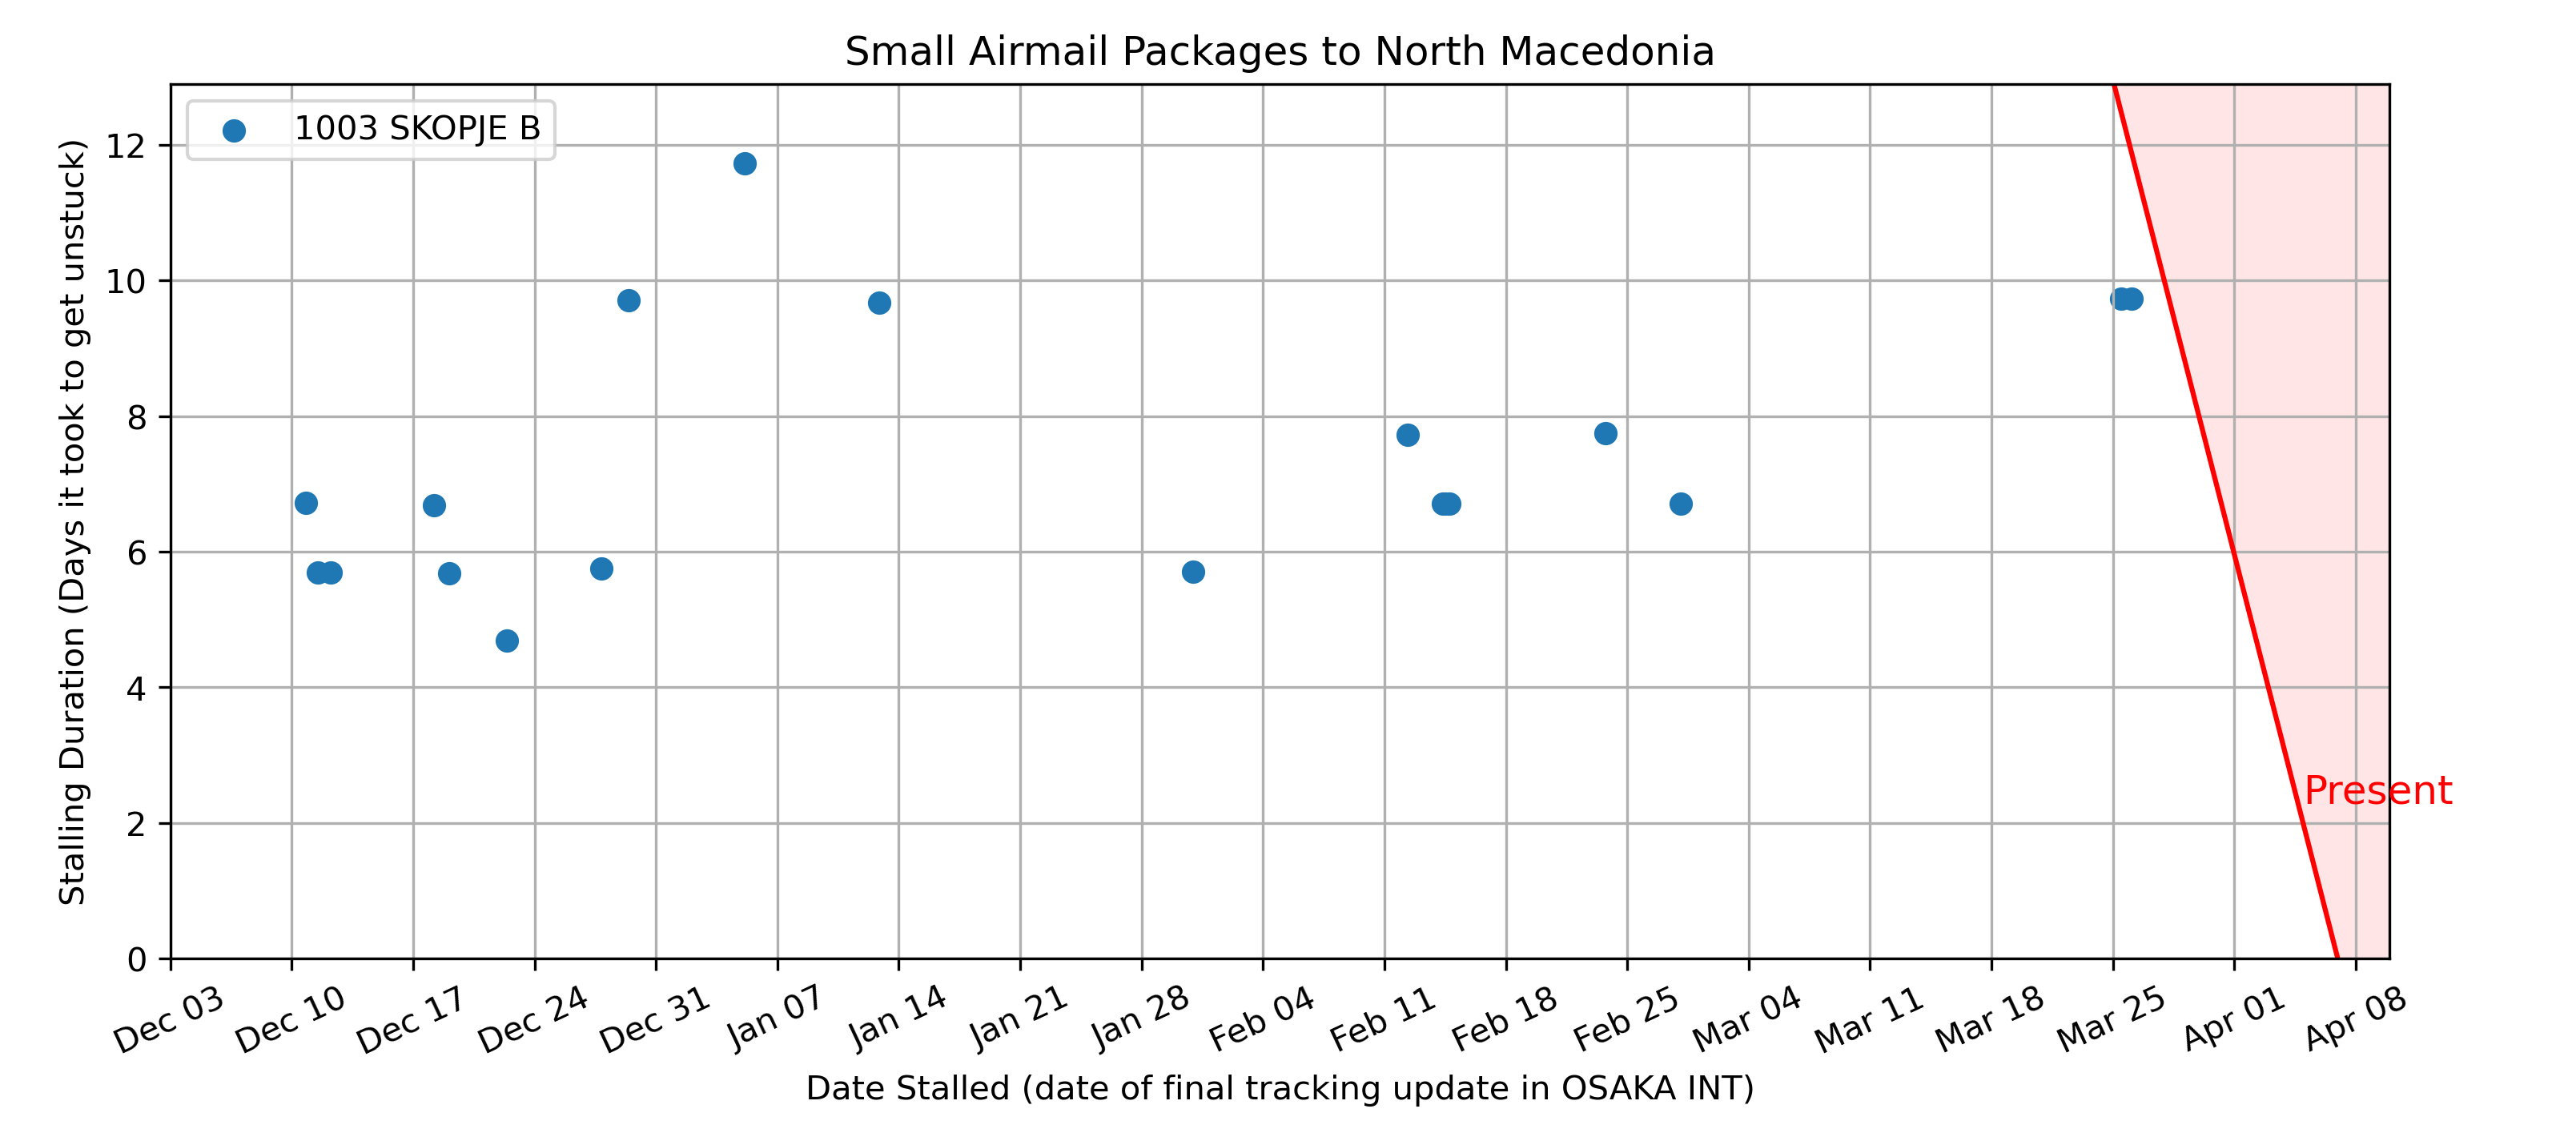 Small Airmail Packages to North Macedonia
1003 SKOPJE B
Stalling Duration (Days it took to get unstuck)
12
10
8
6
4
2
0
Present
Dec 03
Dec 10
Dec 17
Dec 24
Dec 31
Jan 07
Jan 14
Jan 21
Jan 28
Feb 04
Feb 11
Feb 18
Feb 25
Mar 04
Mar 11
Mar 18
Mar 25
Apr 01
Apr 08
Date Stalled (date of final tracking update in OSAKA INT)